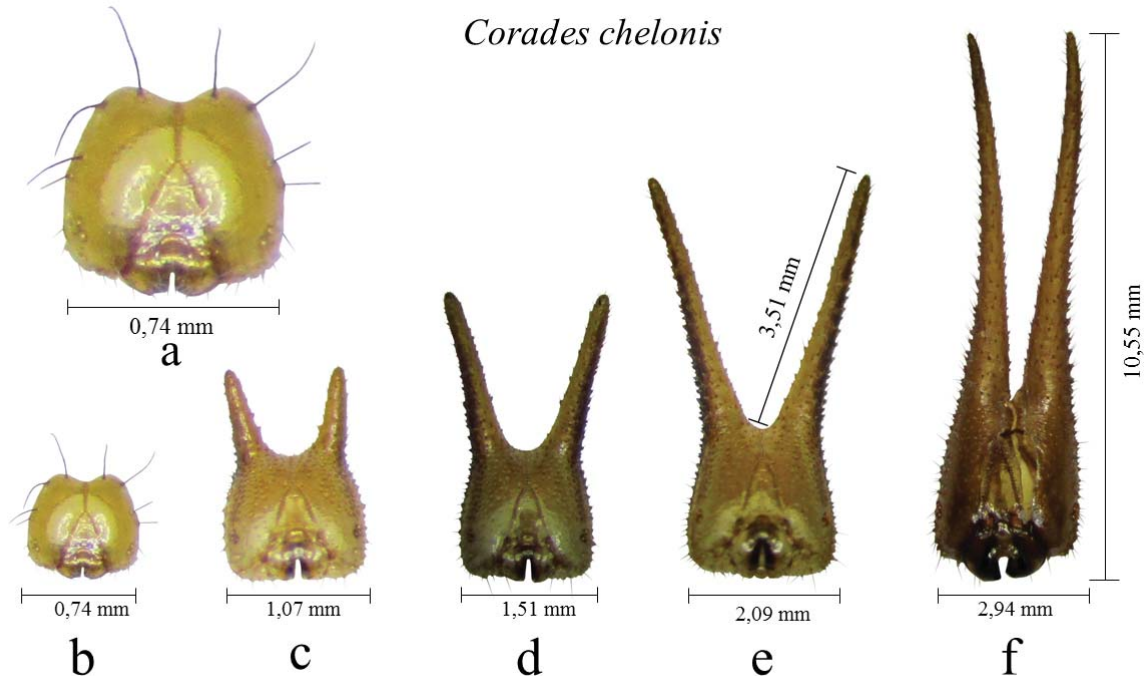 Corades chelonis
0,74 mm
a
3,51 mm
10,55 mm
0,74 mm
1,07 mm
1,51 mm
2,09 mm
2,94 mm
b
c
d
e
f